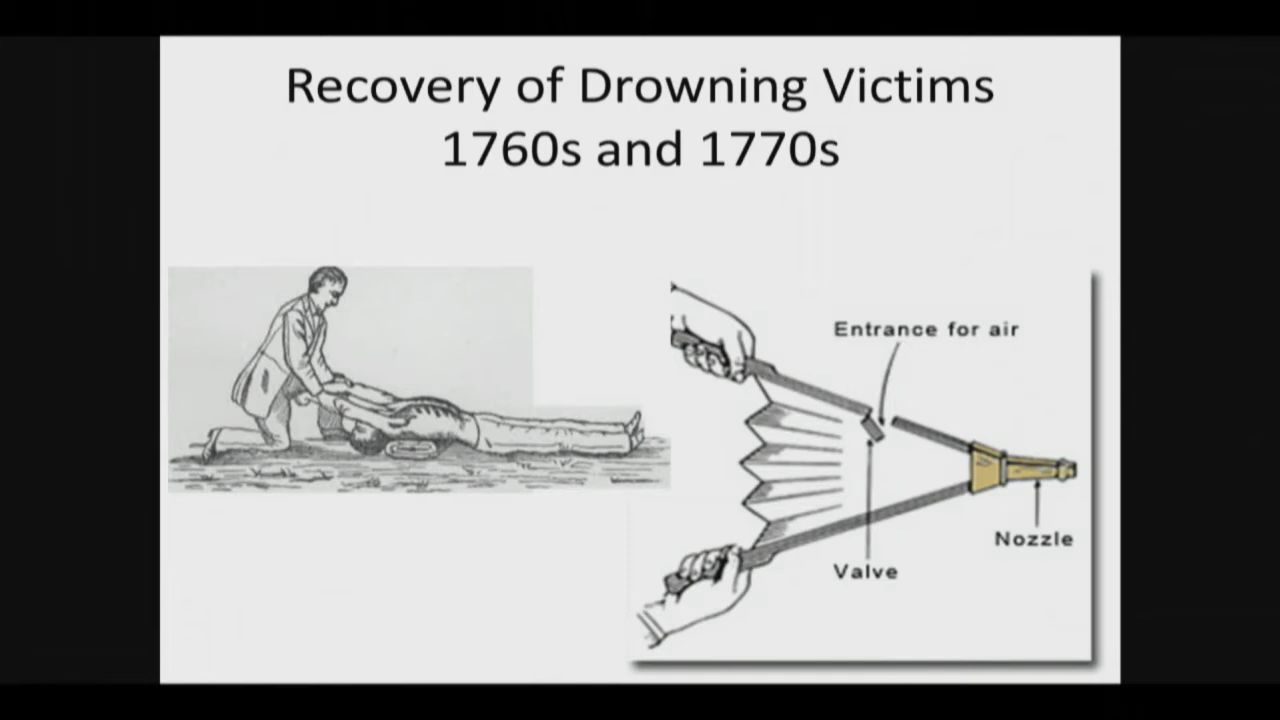 Recovery of Drowning Victims
1760s and 1770s
Entrance for air
Nozzle
Valve